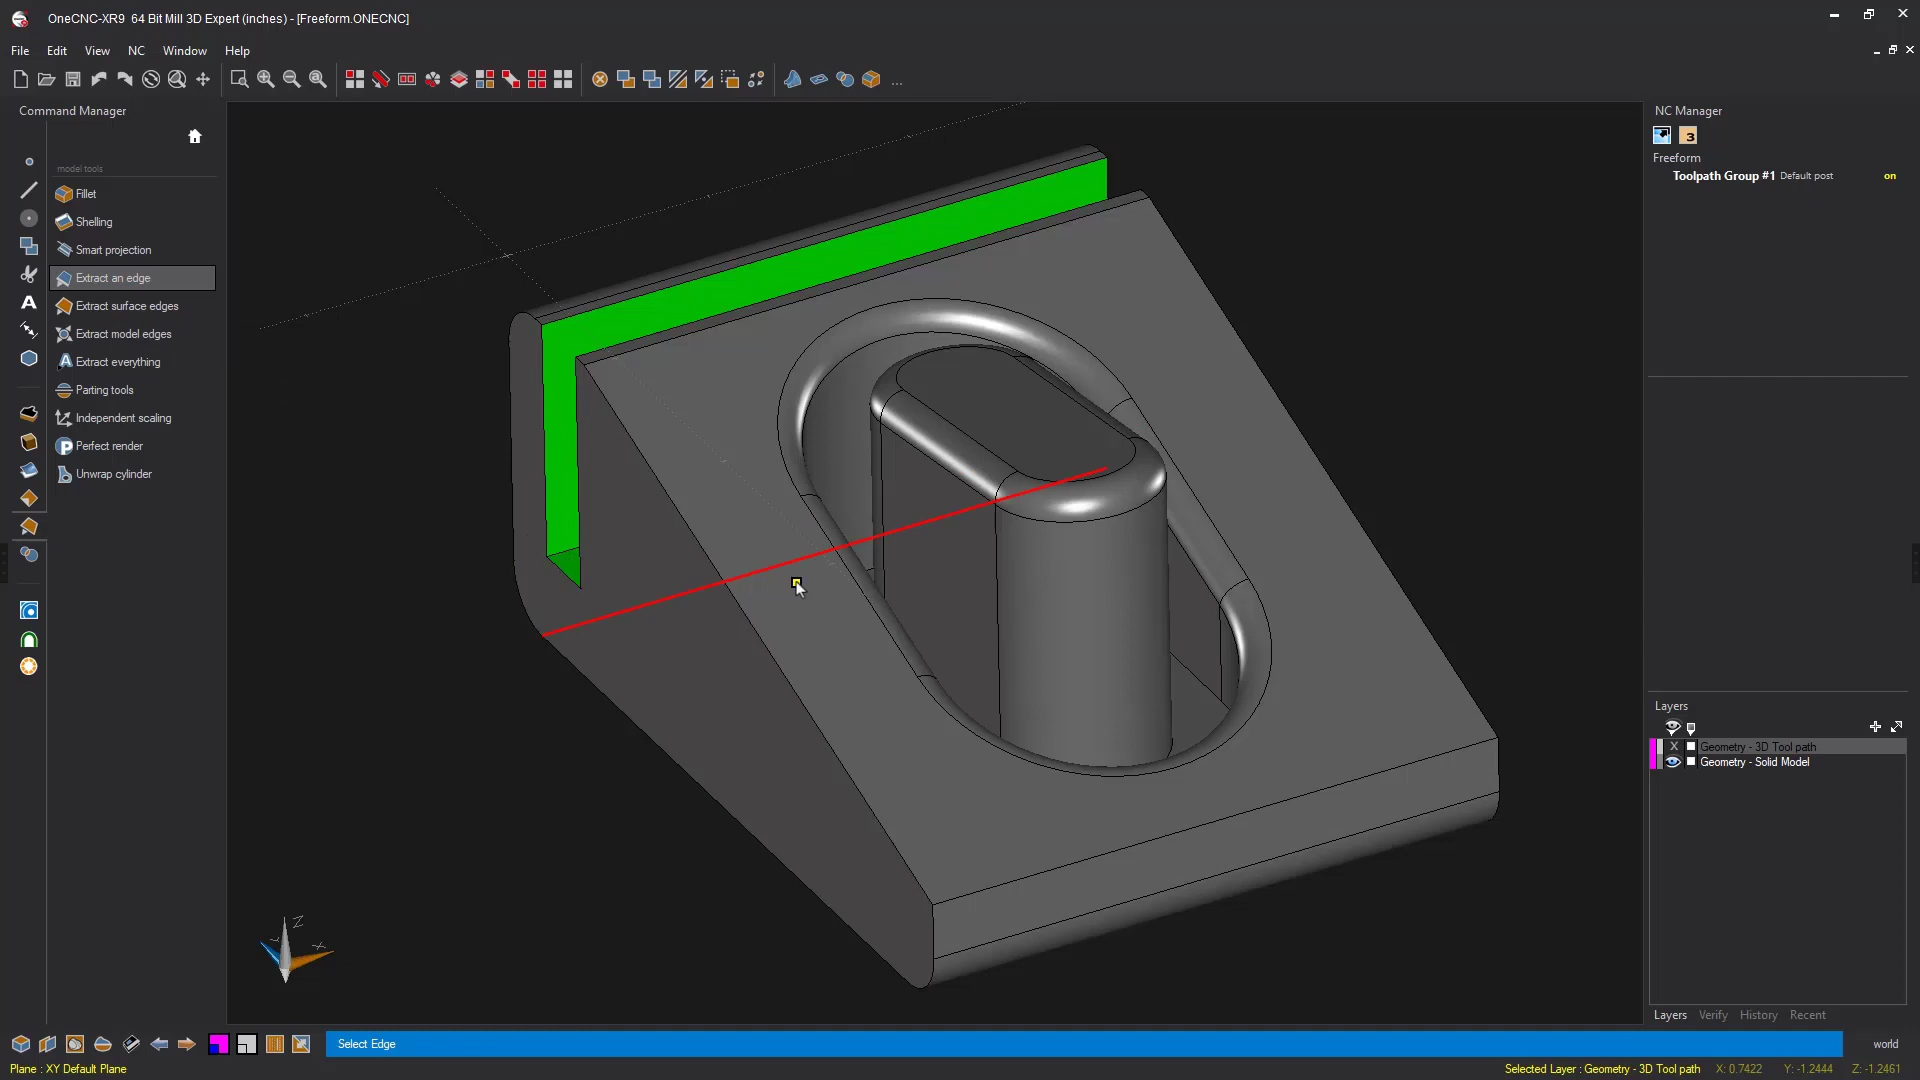 OneCNC-XR9  64 Bit Mill 3D Expert (inches) - [Freeform.ONECNC]
File Edit View NC Window Help
Command Manager
model tools
Fillet
Shelling
Smart projection
Extract an edge
Extract surface edges
Extract model edges
Extract everything
Parting tools
Independent scaling
Perfect render
Unwrap cylinder
Z
Y
X
NC Manager
3
Freeform
Toolpath Group #1 Default post on
Layers
X Geometry - 3D Tool path
Geometry - Solid Model
Layers Verify History Recent
Select Edge
world
Plane : XY Default Plane
Selected Layer : Geometry - 3D Tool path X: 0.7422 Y: -1.2444 Z: -1.2461